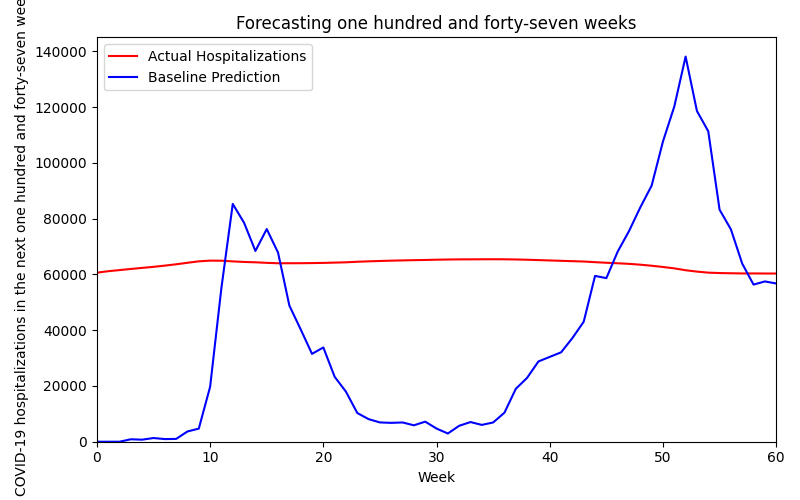 Forecasting one hundred and forty-seven weeks
Actual Hospitalizations
Baseline Prediction
COVID-19 hospitalizations in the next one hundred and forty-seven
140000
120000
100000
80000
60000
40000
20000
0
0 10 20 30 40 50 60
Week